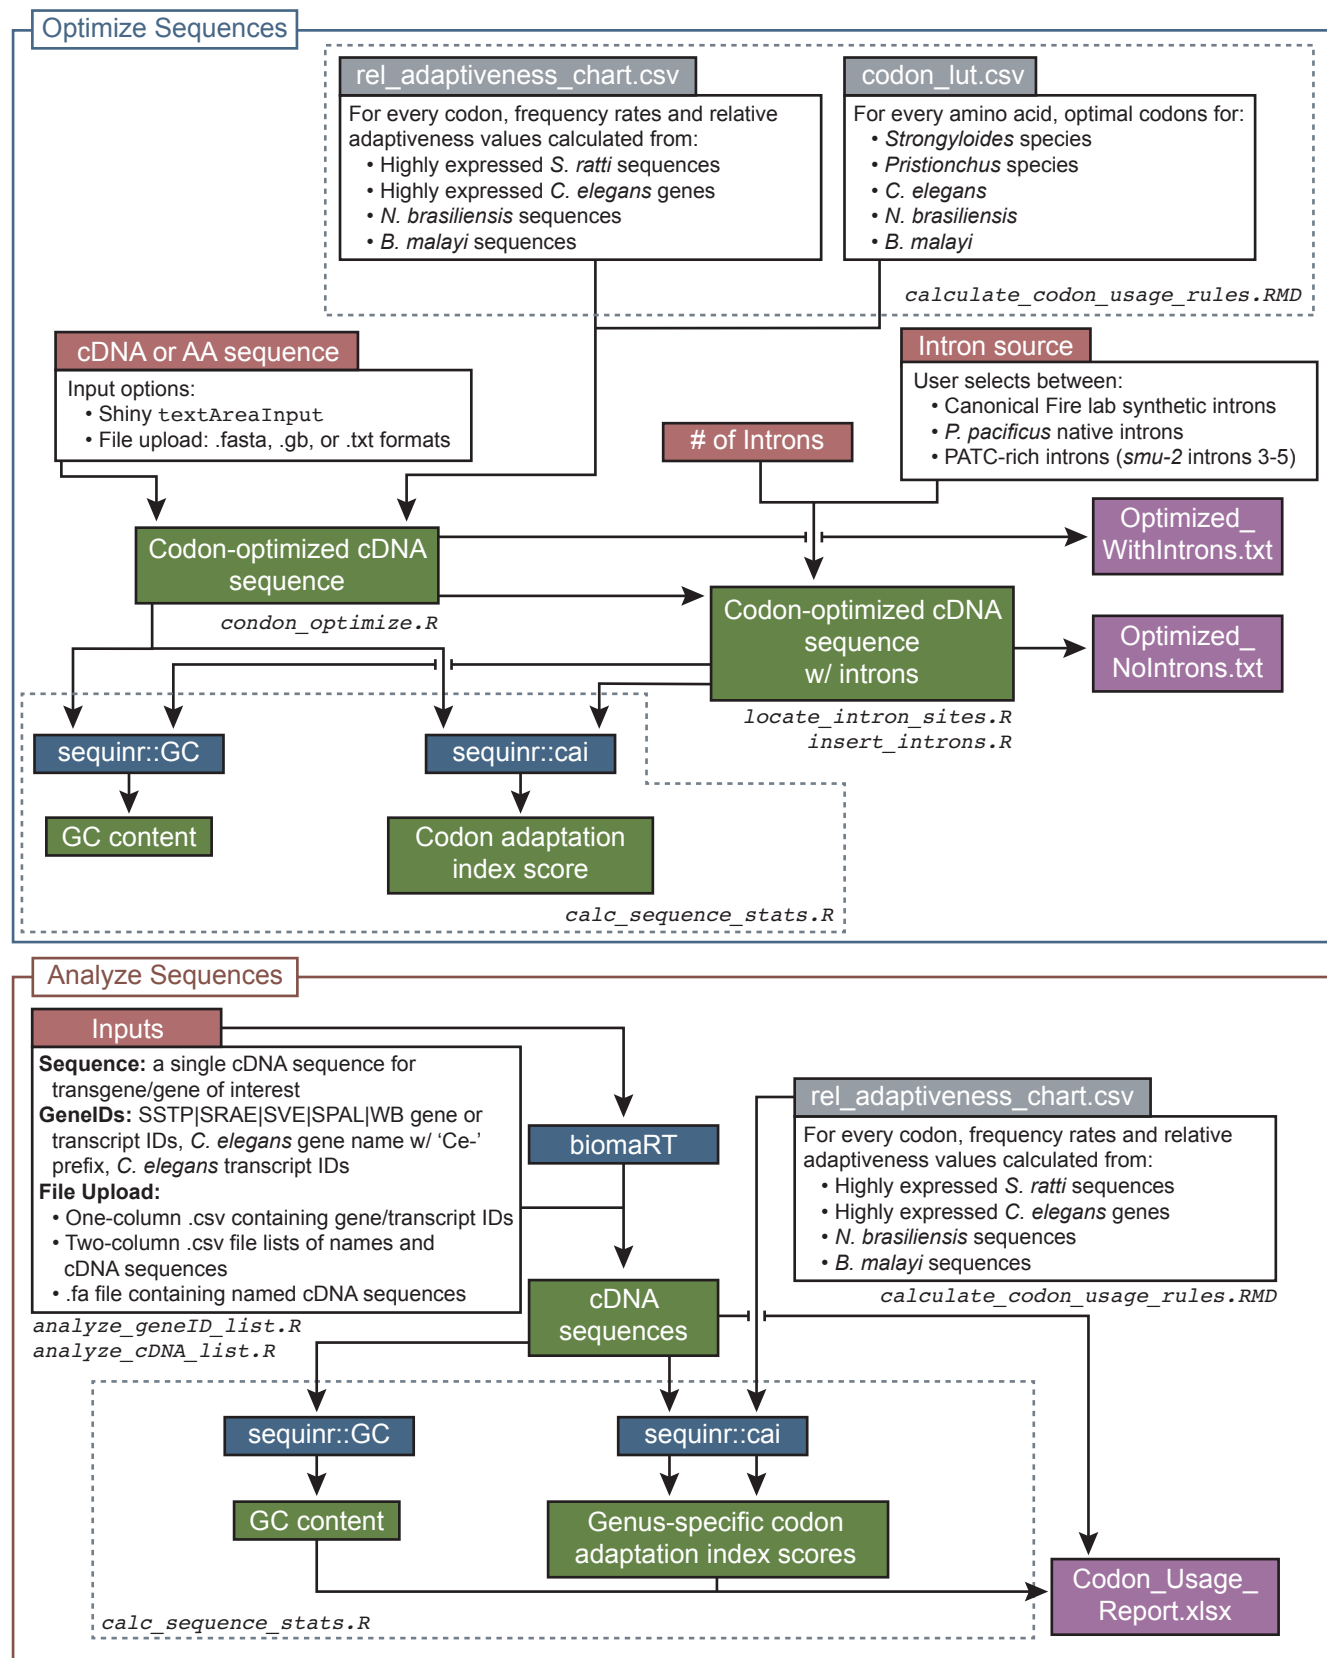 Optimize Sequences
rel_adaptiveness_chart.csv
For every codon, frequency rates and relative
adaptiveness values calculated from:
• Highly expressed S. ratti sequences
• Highly expressed C. elegans genes
• N. brasiliensis sequences
• B. malayi sequences
codon_lut.csv
For every amino acid, optimal codons for:
• Strongyloides species
• Pristionchus species
• C. elegans
• N. brasiliensis
• B. malayi
calculate_codon_usage_rules.RMD
cDNA or AA sequence
Input options:
• Shiny textAreaInput
• File upload: .fasta, .gb, or .txt formats
# of Introns
Intron source
User selects between:
• Canonical Fire lab synthetic introns
• P. pacificus native introns
• PATC-rich introns (smu-2 introns 3-5)
Codon-optimized cDNA
sequence
condon_optimize.R
Optimized_
WithIntrons.txt
Codon-optimized cDNA
sequence
w/ introns
locate_intron_sites.R
insert_introns.R
Optimized_
NoIntrons.txt
sequinr::GC
sequinr::cai
GC content
Codon adaptation
index score
calc_sequence_stats.R
Analyze Sequences
Inputs
Sequence: a single cDNA sequence for
transgene/gene of interest
GeneIDs: SSTP|SRAE|SVE|SPAL|WB gene or
transcript IDs, C. elegans gene name w/ ‘Ce-’
prefix, C. elegans transcript IDs
File Upload:
• One-column .csv containing gene/transcript IDs
• Two-column .csv file lists of names and
cDNA sequences
• .fa file containing named cDNA sequences
analyze_geneID_list.R
analyze_cDNA_list.R
biomaRT
rel_adaptiveness_chart.csv
For every codon, frequency rates and relative
adaptiveness values calculated from:
• Highly expressed S. ratti sequences
• Highly expressed C. elegans genes
• N. brasiliensis sequences
• B. malayi sequences
calculate_codon_usage_rules.RMD
cDNA
sequences
sequinr::GC
sequinr::cai
GC content
Genus-specific codon
adaptation index scores
calc_sequence_stats.R
Codon_Usage_
Report.xlsx